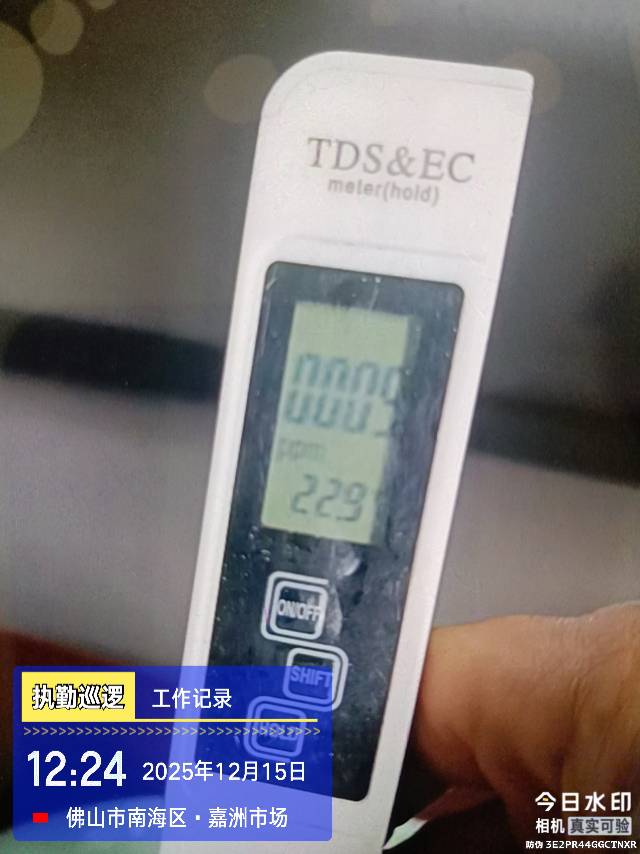 TDS&EC
meter(hold)
ppm
22.9
ON/OFF
SHIFT
执勤巡逻 工作记录
12:24 2025年12月15日
佛山市南海区·嘉洲市场
今日水印
相机 真实可验
防伪 3E2PR44GGCTNXR